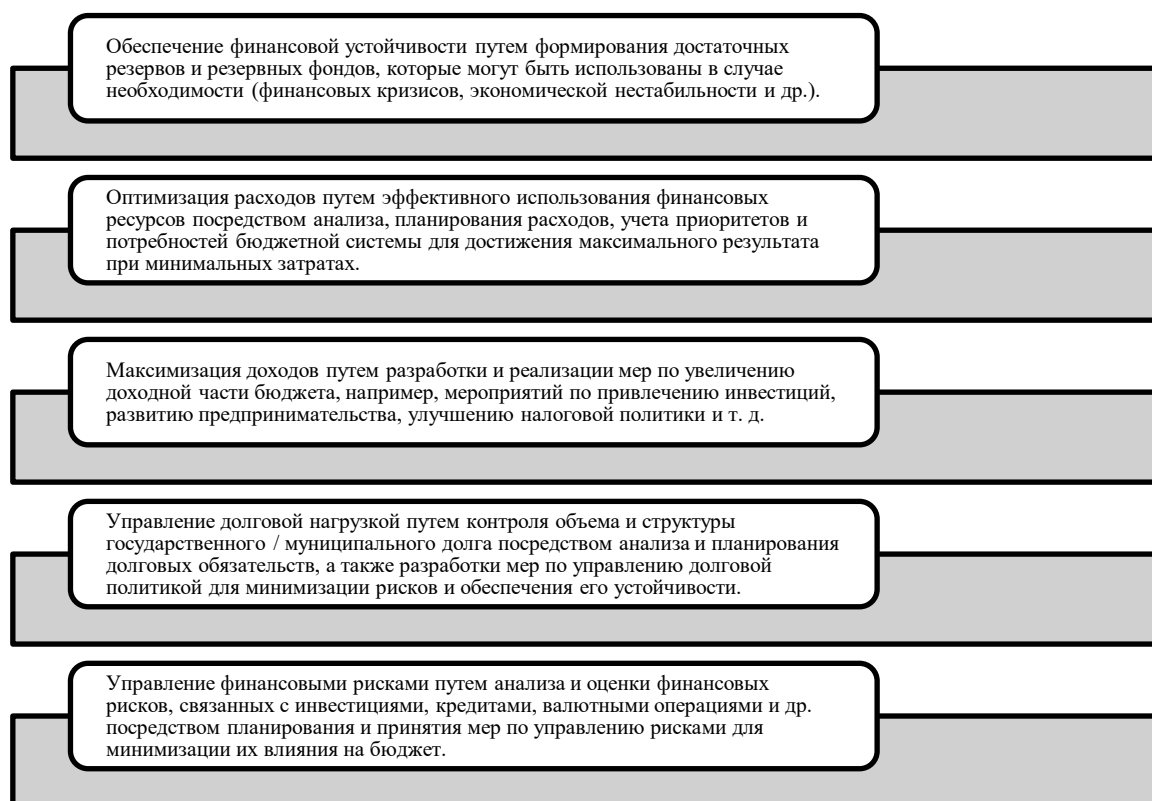 Обеспечение финансовой устойчивости путем формирования достаточных
резервов и резервных фондов, которые могут быть использованы в случае
необходимости (финансовых кризисов, экономической нестабильности и др.).
Оптимизация расходов путем эффективного использования финансовых
ресурсов посредством анализа, планирования расходов, учета приоритетов и
потребностей бюджетной системы для достижения максимального результата
при минимальных затратах.
Максимизация доходов путем разработки и реализации мер по увеличению
доходной части бюджета, например, мероприятий по привлечению инвестиций,
развитию предпринимательства, улучшению налоговой политики и т. д.
Управление долговой нагрузкой путем контроля объема и структуры
государственного / муниципального долга посредством анализа и планирования
долговых обязательств, а также разработки мер по управлению долговой
политикой для минимизации рисков и обеспечения его устойчивости.
Управление финансовыми рисками путем анализа и оценки финансовых
рисков, связанных с инвестициями, кредитами, валютными операциями и др.
посредством планирования и принятия мер по управлению рисками для
минимизации их влияния на бюджет.